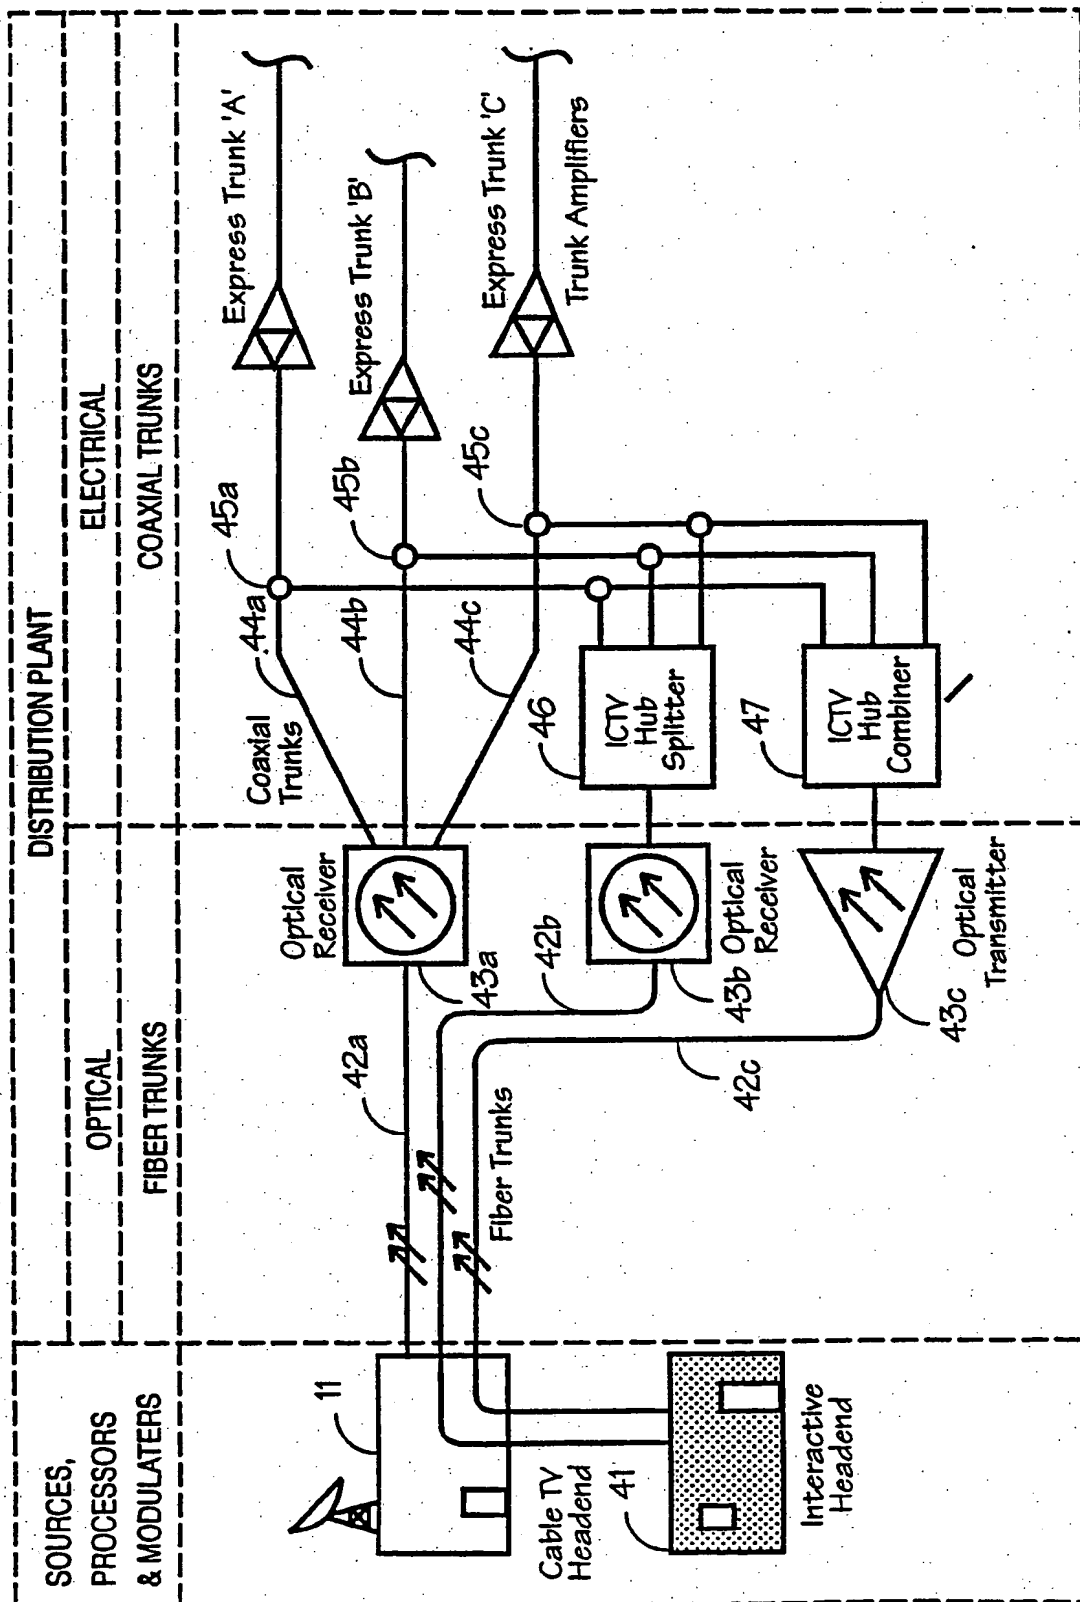 SOURCES,
PROCESSORS
& MODULATERS
DISTRIBUTION PLANT
OPTICAL
ELECTRICAL
FIBER TRUNKS
COAXIAL TRUNKS
11
Cable TV
Headend
41
Interactive
Headend
42a
Fiber Trunks
42b
42c
Optical
Receiver
43a
43b
Optical
Receiver
43c
Optical
Transmitter
Coaxial
Trunks
44a
44b
44c
45a
45b
45c
46
ICTV
Hub
Splitter
47
ICTV
Hub
Combiner
Express Trunk 'A'
Express Trunk 'B'
Express Trunk 'C'
Trunk Amplifiers